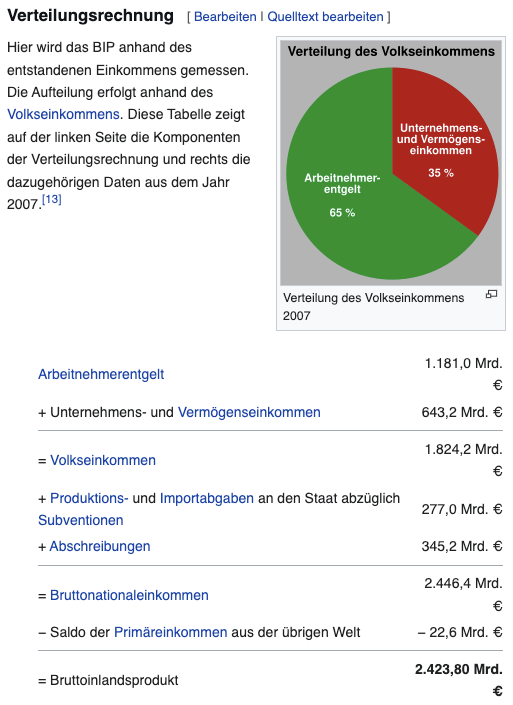 Verteilungsrechnung [ Bearbeiten | Quelltext bearbeiten ]
Hier wird das BIP anhand des
entstandenen Einkommens gemessen.
Die Aufteilung erfolgt anhand des
Volkseinkommens. Diese Tabelle zeigt
auf der linken Seite die Komponenten
der Verteilungsrechnung und rechts die
dazugehörigen Daten aus dem Jahr
2007.[13]
Verteilung des Volkseinkommens
Unternehmens-
und Vermögens-
einkommen
35 %
Arbeitnehmer-
entgelt
65 %
Verteilung des Volkseinkommens
2007
Arbeitnehmerentgelt 1.181,0 Mrd.
€
+ Unternehmens- und Vermögenseinkommen 643,2 Mrd. €
= Volkseinkommen 1.824,2 Mrd.
€
+ Produktions- und Importabgaben an den Staat abzüglich
Subventionen 277,0 Mrd. €
+ Abschreibungen 345,2 Mrd. €
= Bruttonationaleinkommen 2.446,4 Mrd.
€
− Saldo der Primäreinkommen aus der übrigen Welt − 22,6 Mrd. €
= Bruttoinlandsprodukt 2.423,80 Mrd.
€